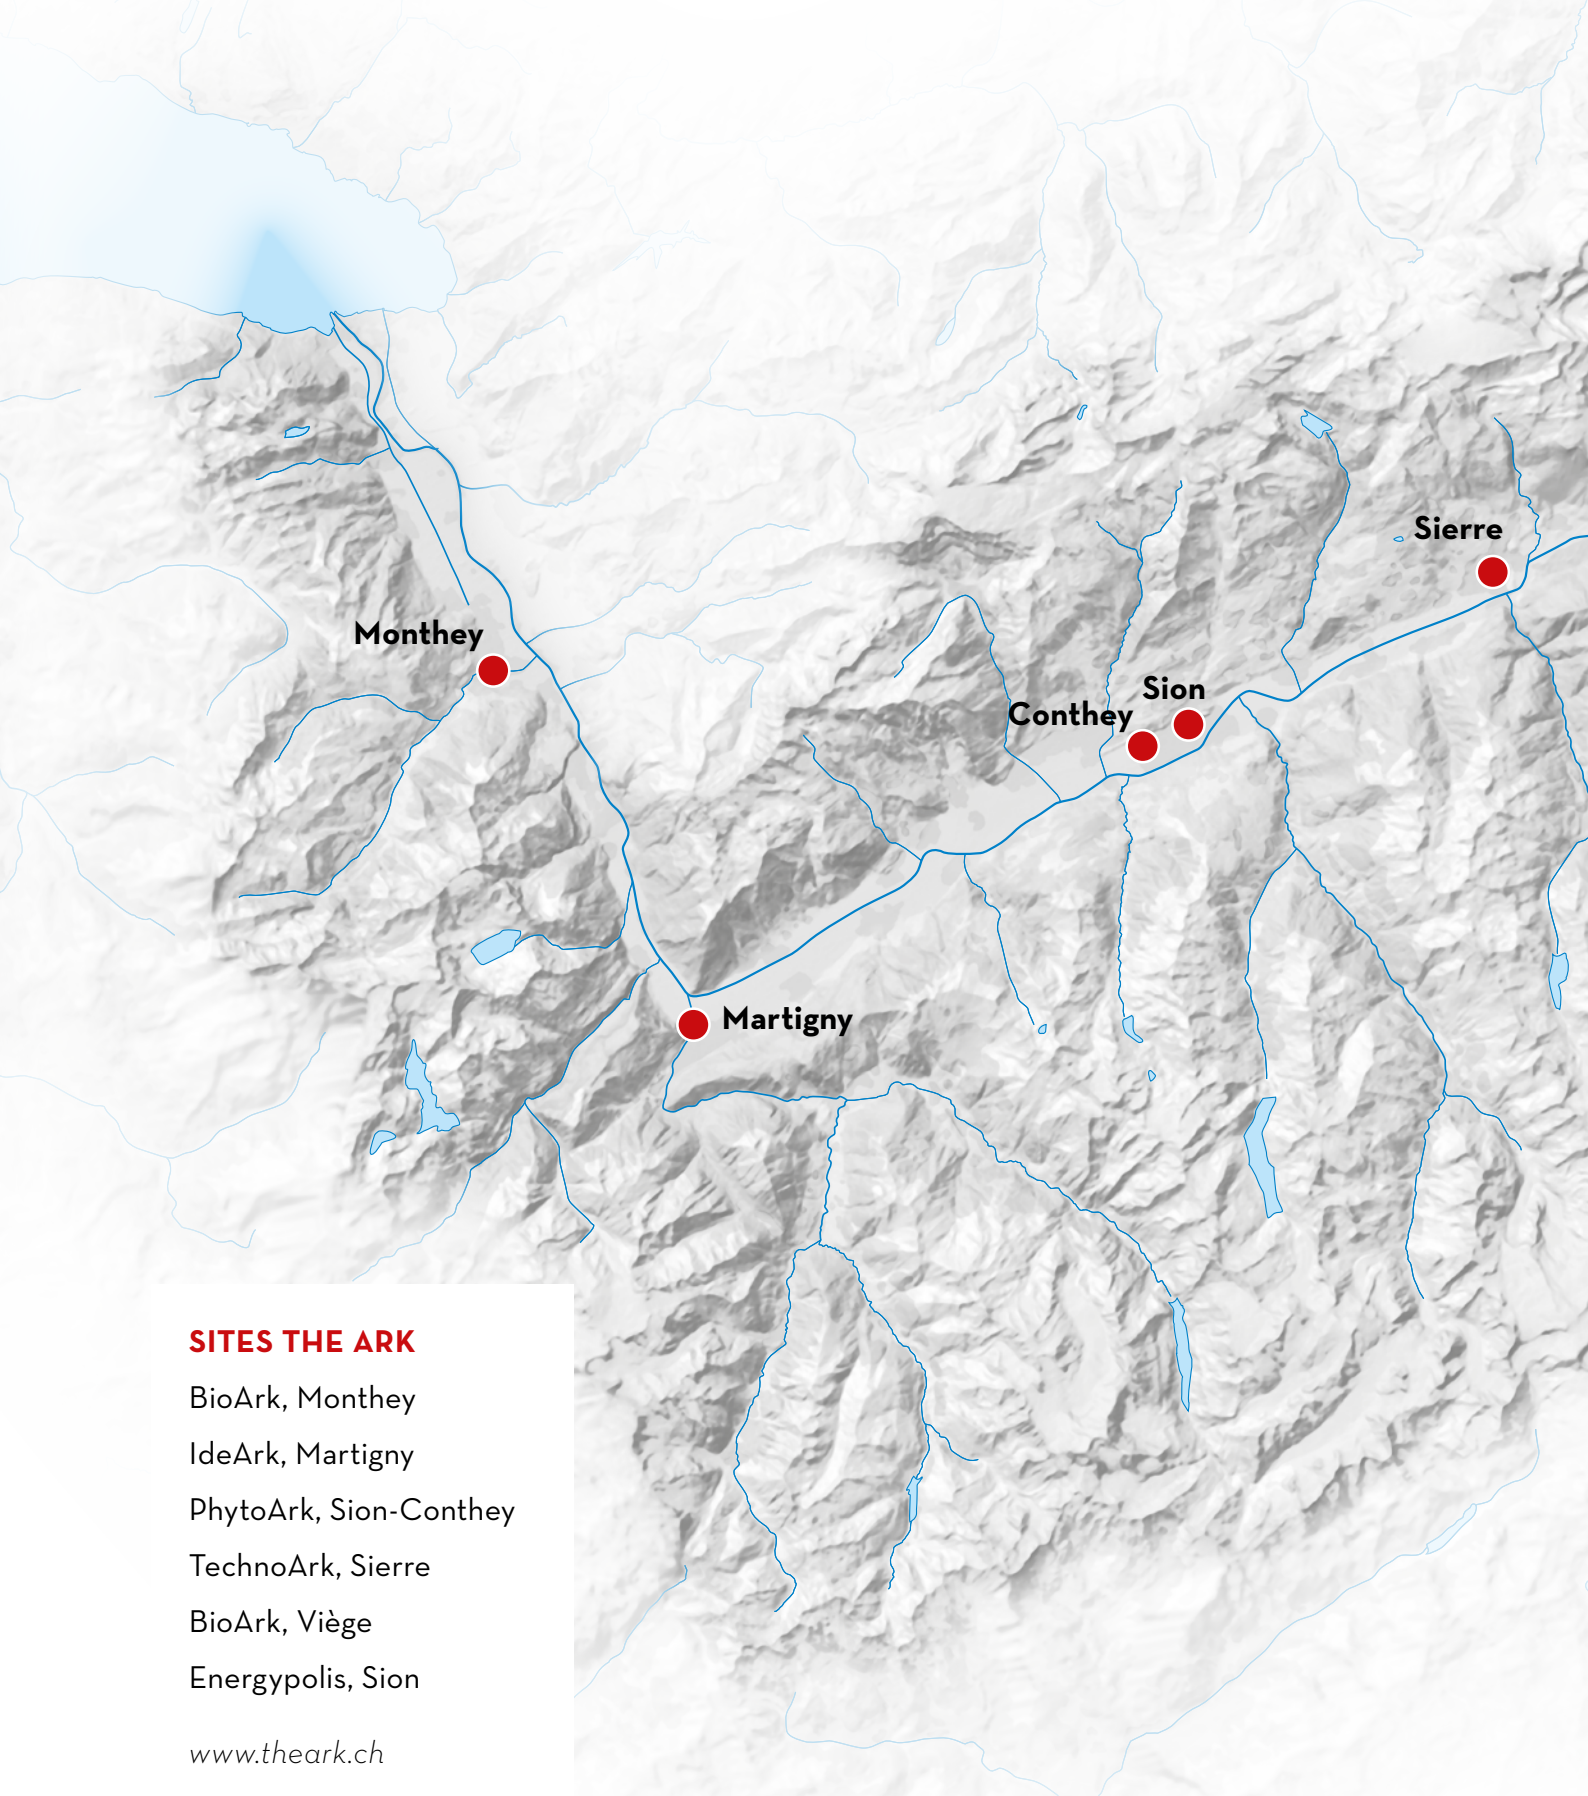 Sierre
Monthey
Sion
Conthey
Martigny
SITES THE ARK
BioArk, Monthey
IdeArk, Martigny
PhytoArk, Sion-Conthey
TechnoArk, Sierre
BioArk, Viège
Energypolis, Sion
www.theark.ch